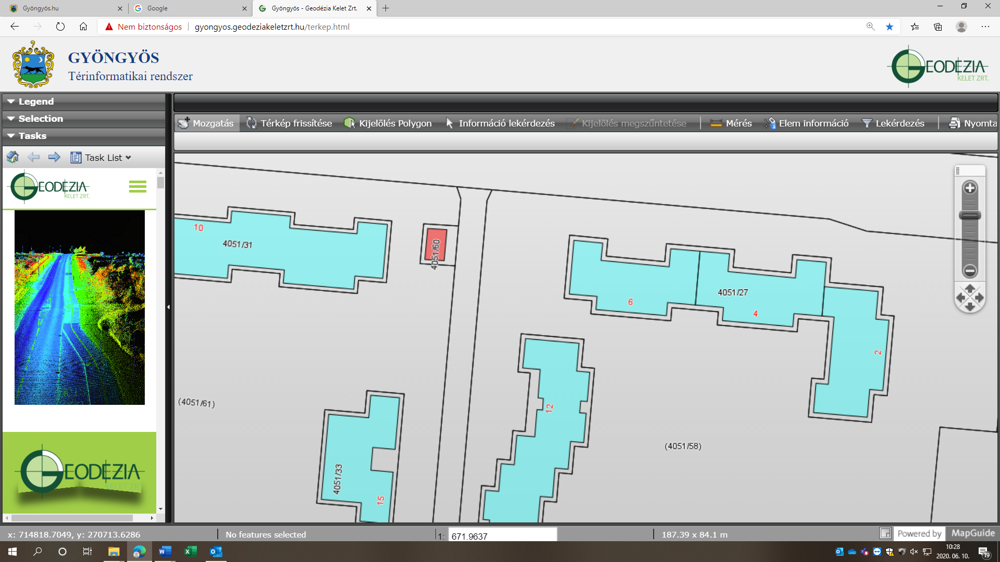 Gyöngyös.hu
Google
Gyöngyös - Geodézia Kelet Zrt.
Nem biztonságos
gyongyos.geodeziakeletzrt.hu/terkep.html
GYÖNGYÖS
Térinformatikai rendszer
GEODÉZIA
KELET ZRT.
Legend
Selection
Tasks
Task List
GEODÉZIA
KELET ZRT.
GEODÉZIA
KELET ZRT.
Mozgatás
Térkép frissítése
Kijelölés Polygon
Információ lekérdezés
Kijelölés megszűntetése
Mérés
Elem információ
Lekérdezés
Nyomta
10
4051/31
4051/60
6
4051/27
4
2
12
(4051/61)
(4051/58)
4051/33
15
x: 714818.7049, y: 270713.6286
No features selected
1:
671.9637
187.39 x 84.1 m
Powered by
MapGuide
10:28
2020. 06. 10.
19